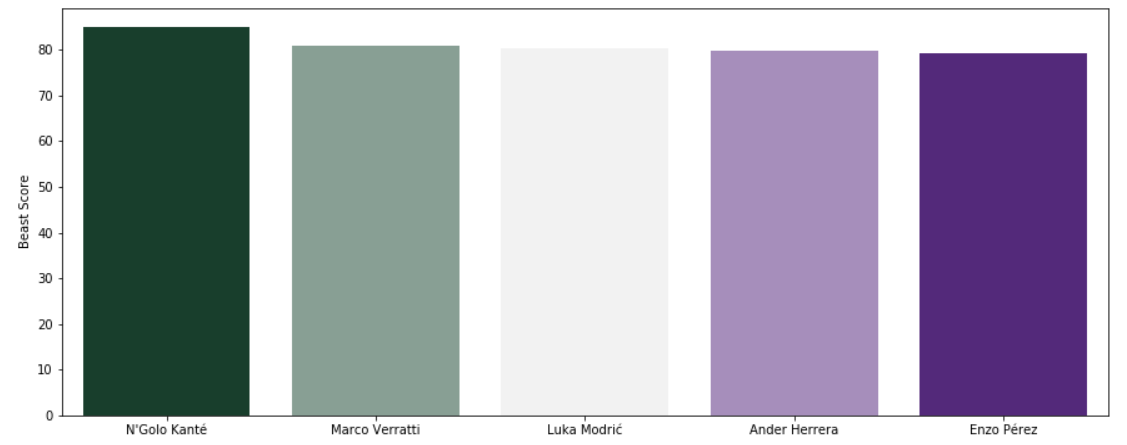 Beast Score
80
70
60
50
40
30
20
10
0
N'Golo Kanté
Marco Verratti
Luka Modrić
Ander Herrera
Enzo Pérez